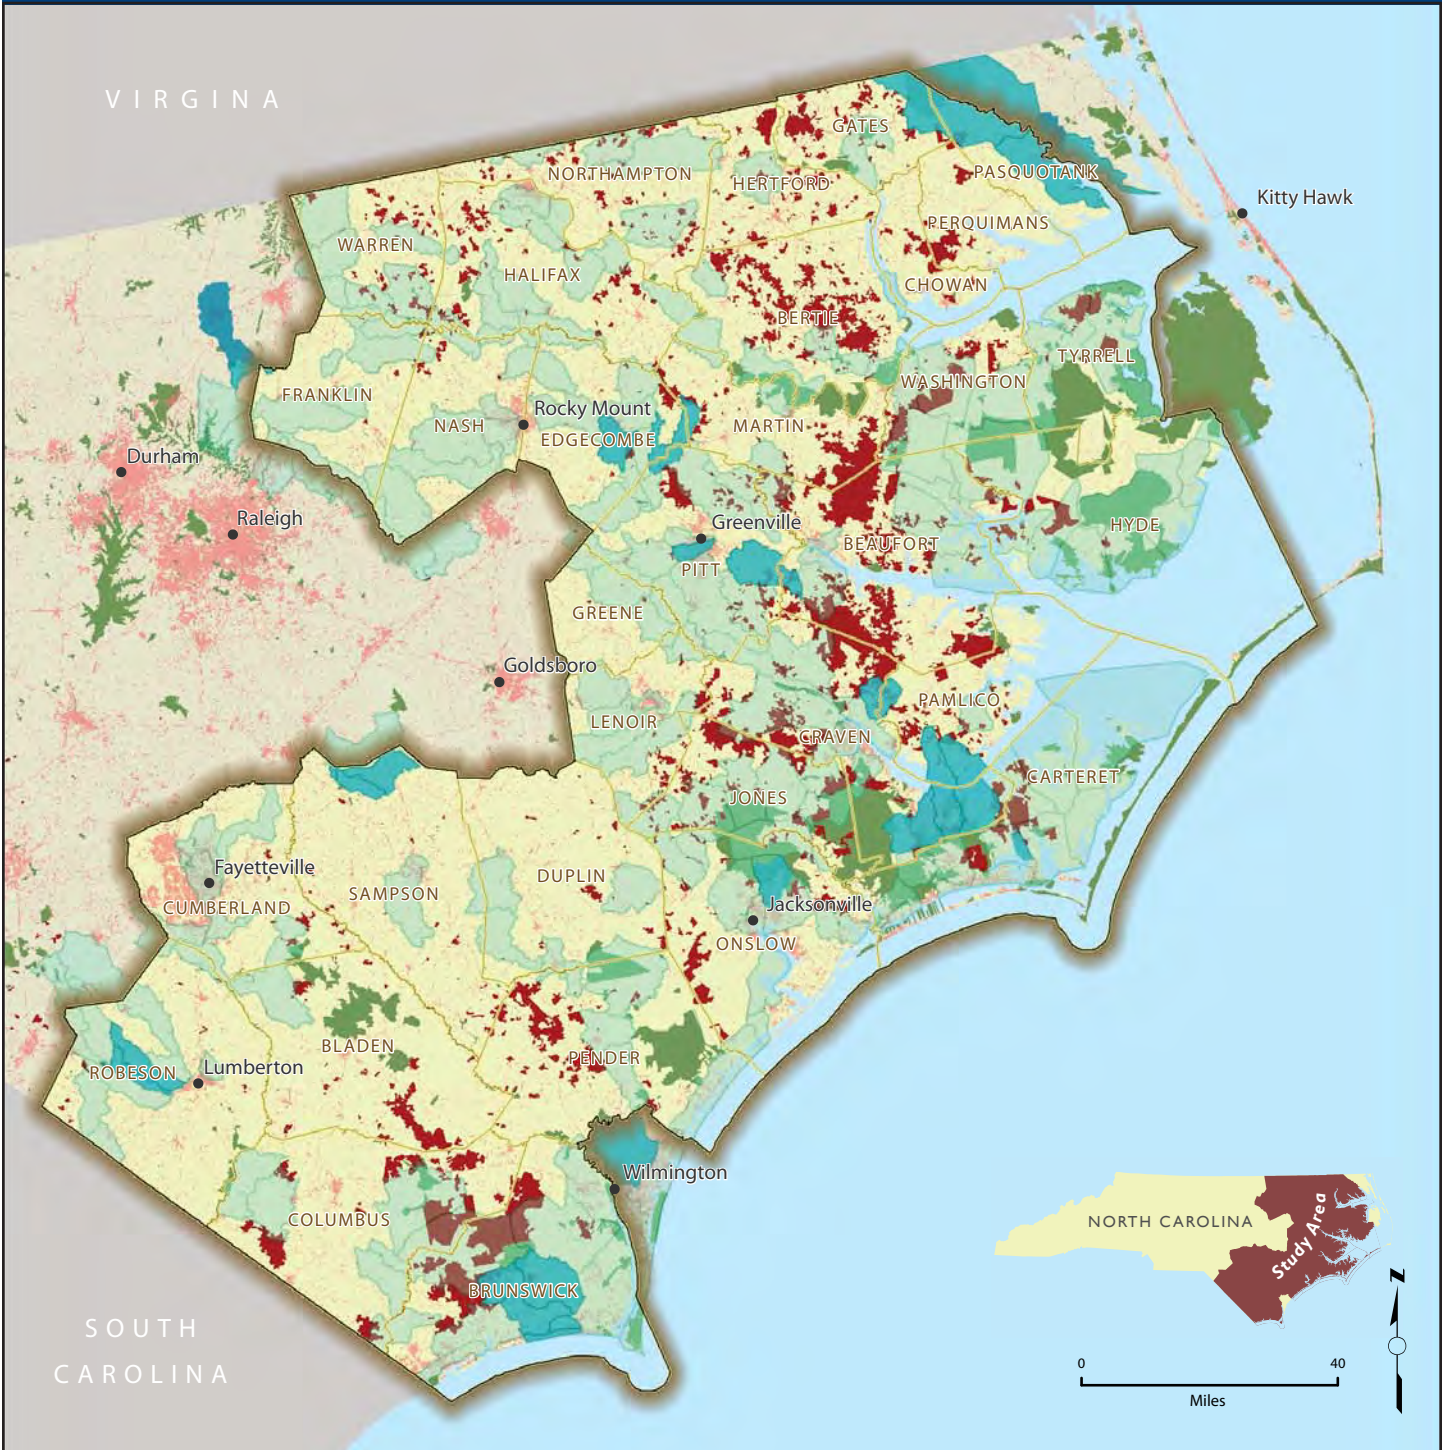 VIRGINA
GATES
NORTHAMPTON
HERTFORD
PASQUOTANK
Kitty Hawk
PERQUIMANS
WARREN
HALIFAX
CHOWAN
BERTIE
TYRRELL
WASHINGTON
FRANKLIN
Rocky Mount
NASH
MARTIN
EDGECOMBE
Durham
Raleigh
Greenville
HYDE
BEAUFORT
PITT
GREENE
Goldsboro
PAMLICO
LENOIR
CRAVEN
CARTERET
JONES
Fayetteville
DUPLIN
SAMPSON
CUMBERLAND
Jacksonville
ONSLOW
BLADEN
PENDER
Lumberton
ROBESON
Wilmington
COLUMBUS
BRUNSWICK
NORTH CAROLINA
Study Area
N
SOUTH
CAROLINA
0 40
Miles